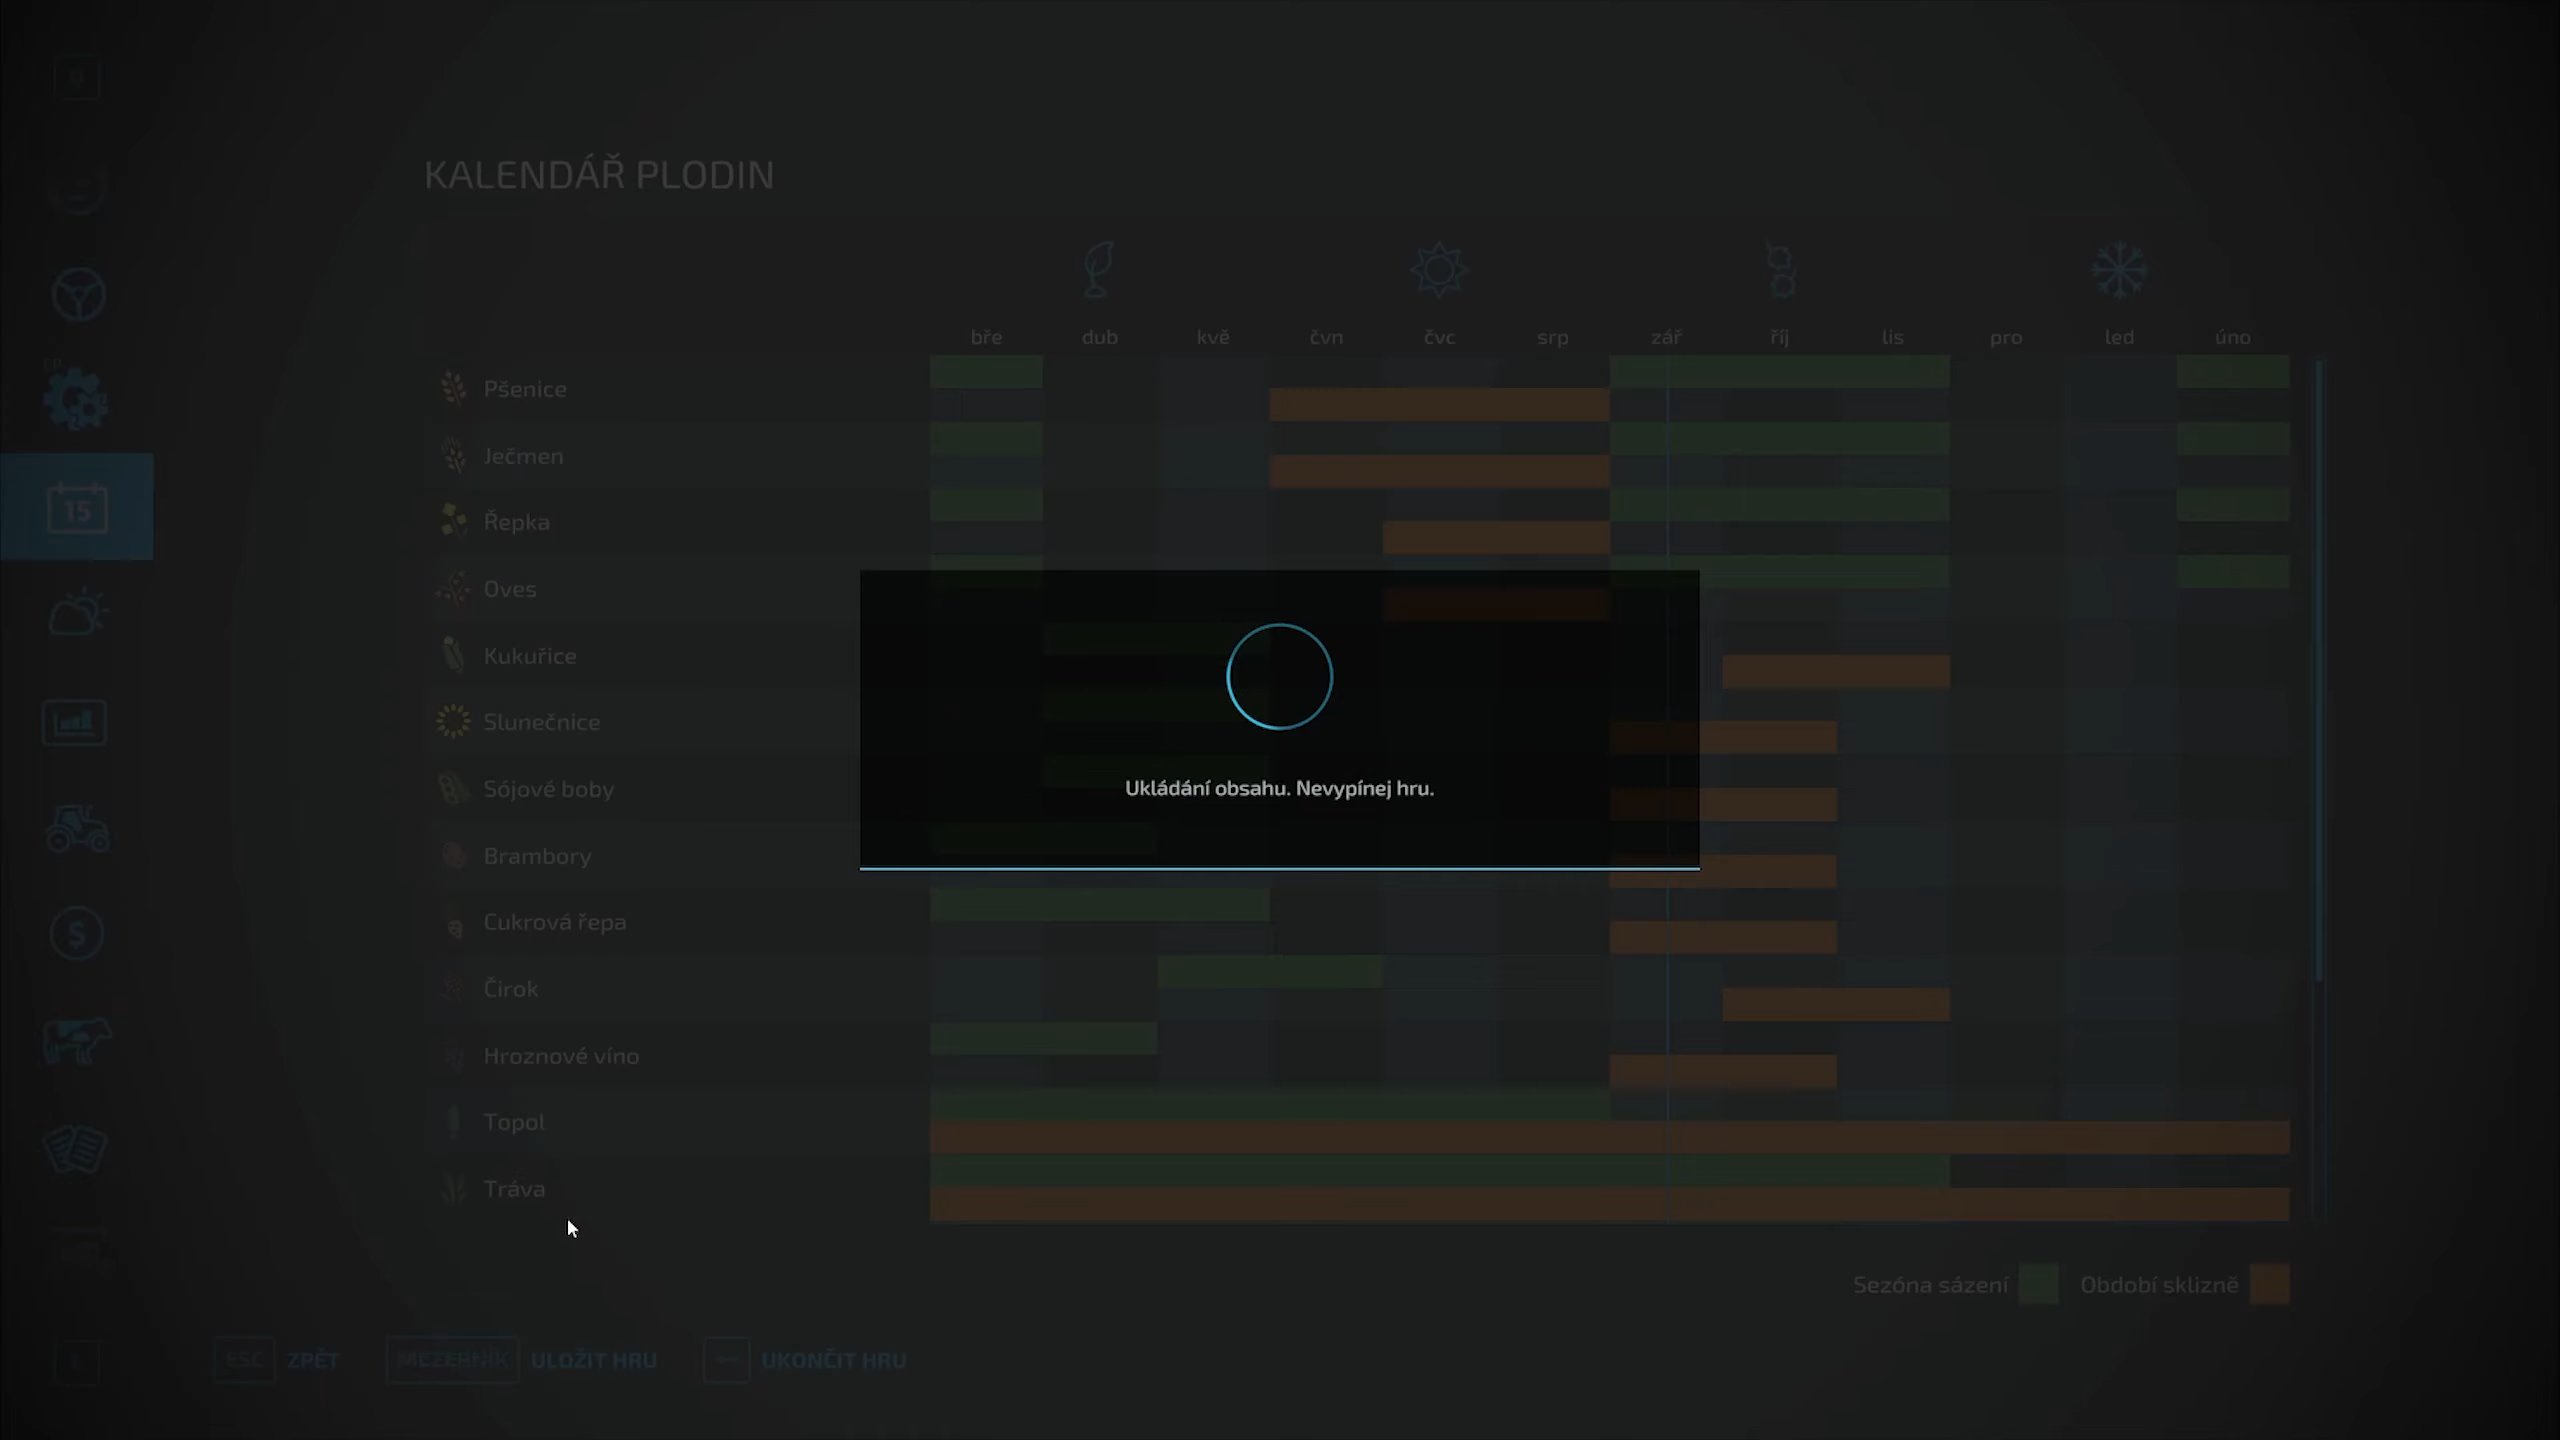 KALENDÁŘ PLODIN
bře dub kvě čvn čvc srp zář říj lis pro led úno
Pšenice
Ječmen
Řepka
Oves
Kukuřice
Slunečnice
Sójové boby
Brambory
Cukrová řepa
Čirok
Hroznové víno
Topol
Tráva
CP
15
$
Ukládání obsahu. Nevypínej hru.
Sezóna sázení Období sklizně
ESC ZPĚT MEZERNÍK ULOŽIT HRU UKONČIT HRU